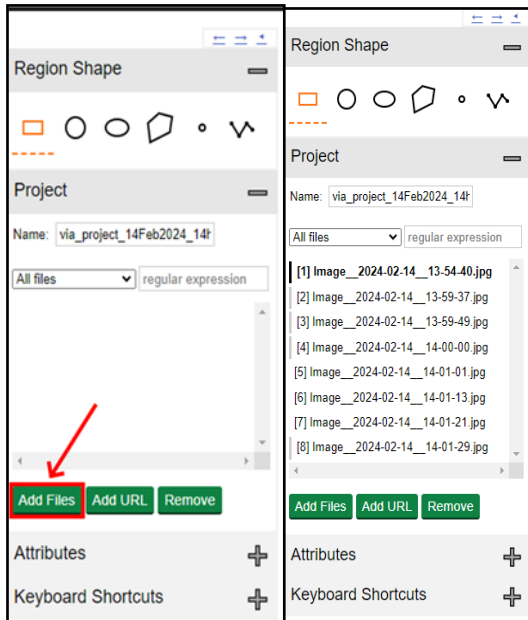 Region Shape
Project
Name: via_project_14Feb2024_14h
All files regular expression
Add Files Add URL Remove
Attributes
Keyboard Shortcuts
Region Shape
Project
Name: via_project_14Feb2024_14h
All files regular expression
[1] Image__2024-02-14__13-54-40.jpg
[2] Image__2024-02-14__13-59-37.jpg
[3] Image__2024-02-14__13-59-49.jpg
[4] Image__2024-02-14__14-00-00.jpg
[5] Image__2024-02-14__14-01-01.jpg
[6] Image__2024-02-14__14-01-13.jpg
[7] Image__2024-02-14__14-01-21.jpg
[8] Image__2024-02-14__14-01-29.jpg
Add Files Add URL Remove
Attributes
Keyboard Shortcuts